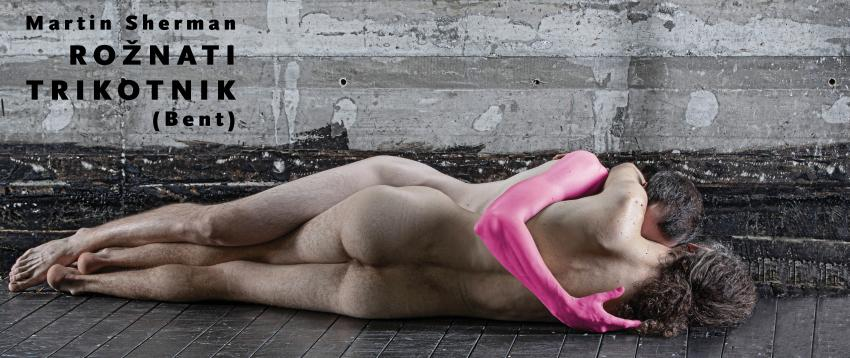 Martin Sherman
ROŽNATI
TRIKOTNIK
(Bent)